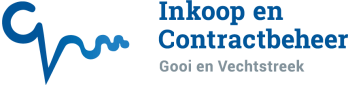 Inkoop en
Contractbeheer
Gooi en Vechtstreek